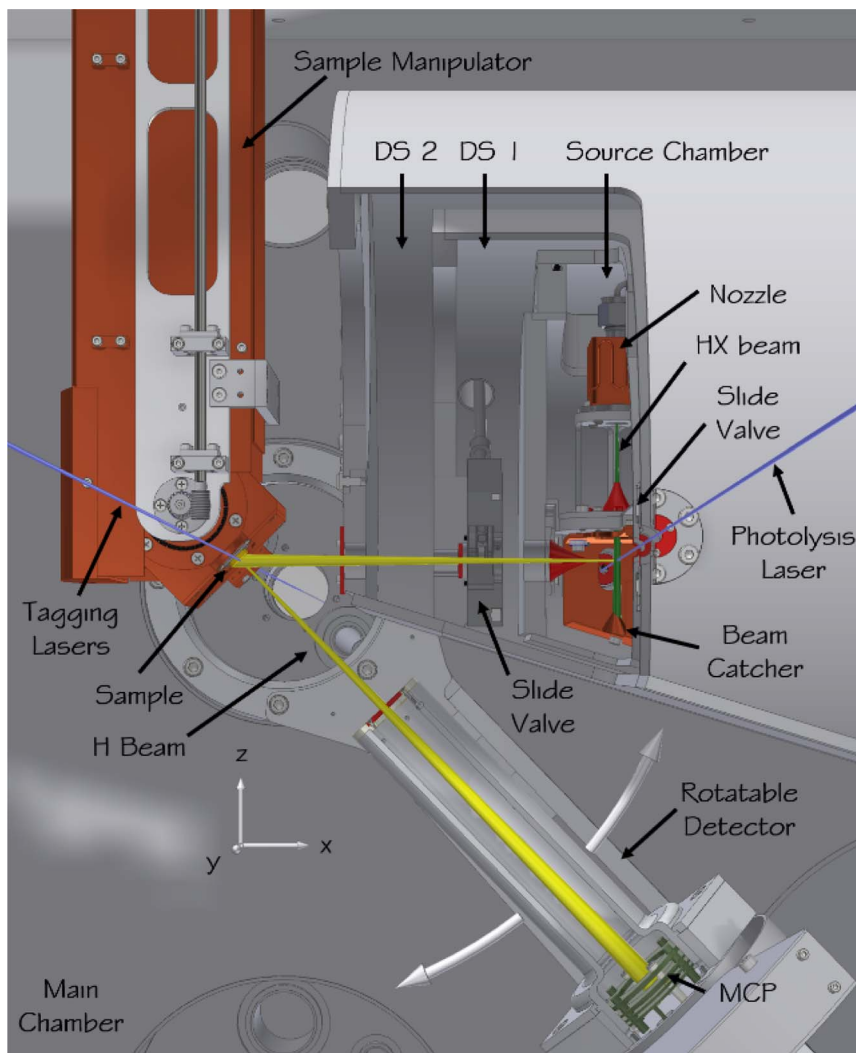 Sample Manipulator
DS 2 DS 1 Source Chamber
Nozzle
HX beam
Slide
Valve
Photolysis
Laser
Tagging
Lasers
Beam
Catcher
Sample
Slide
Valve
H Beam
z
x
y
Rotatable
Detector
MCP
Main
Chamber